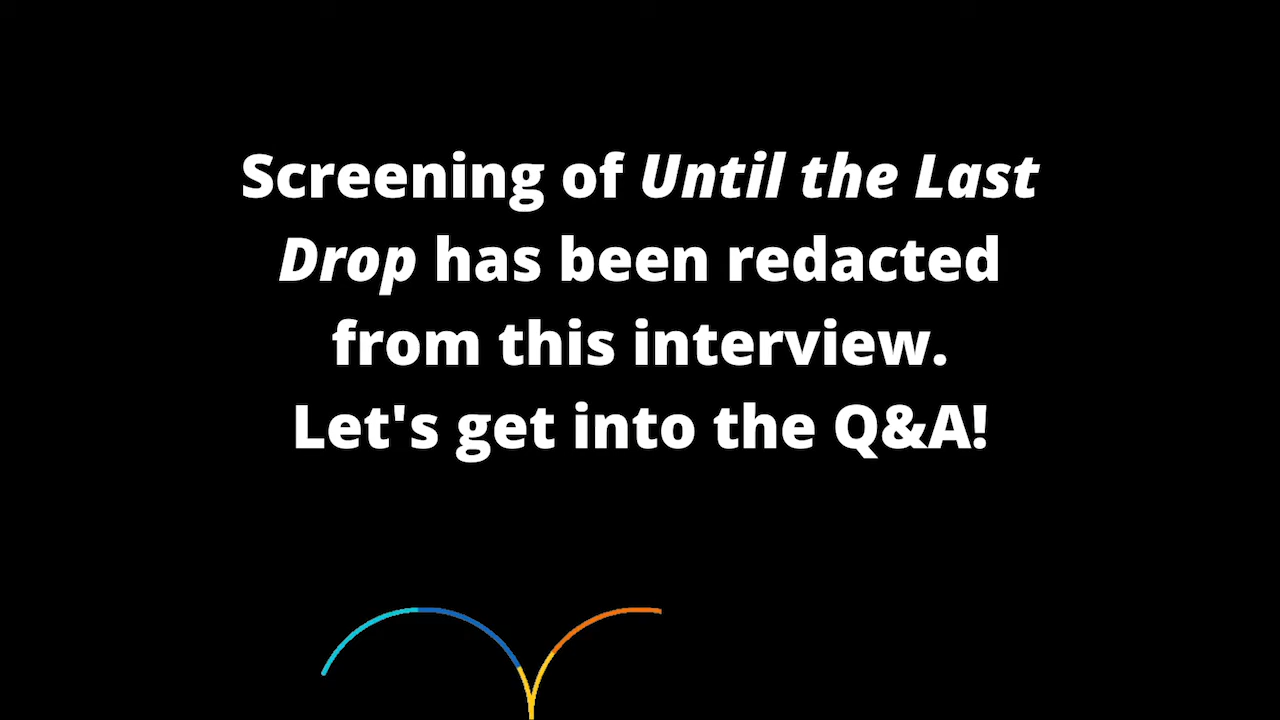 Screening of Until the Last
Drop has been redacted
from this interview.
Let's get into the Q&A!